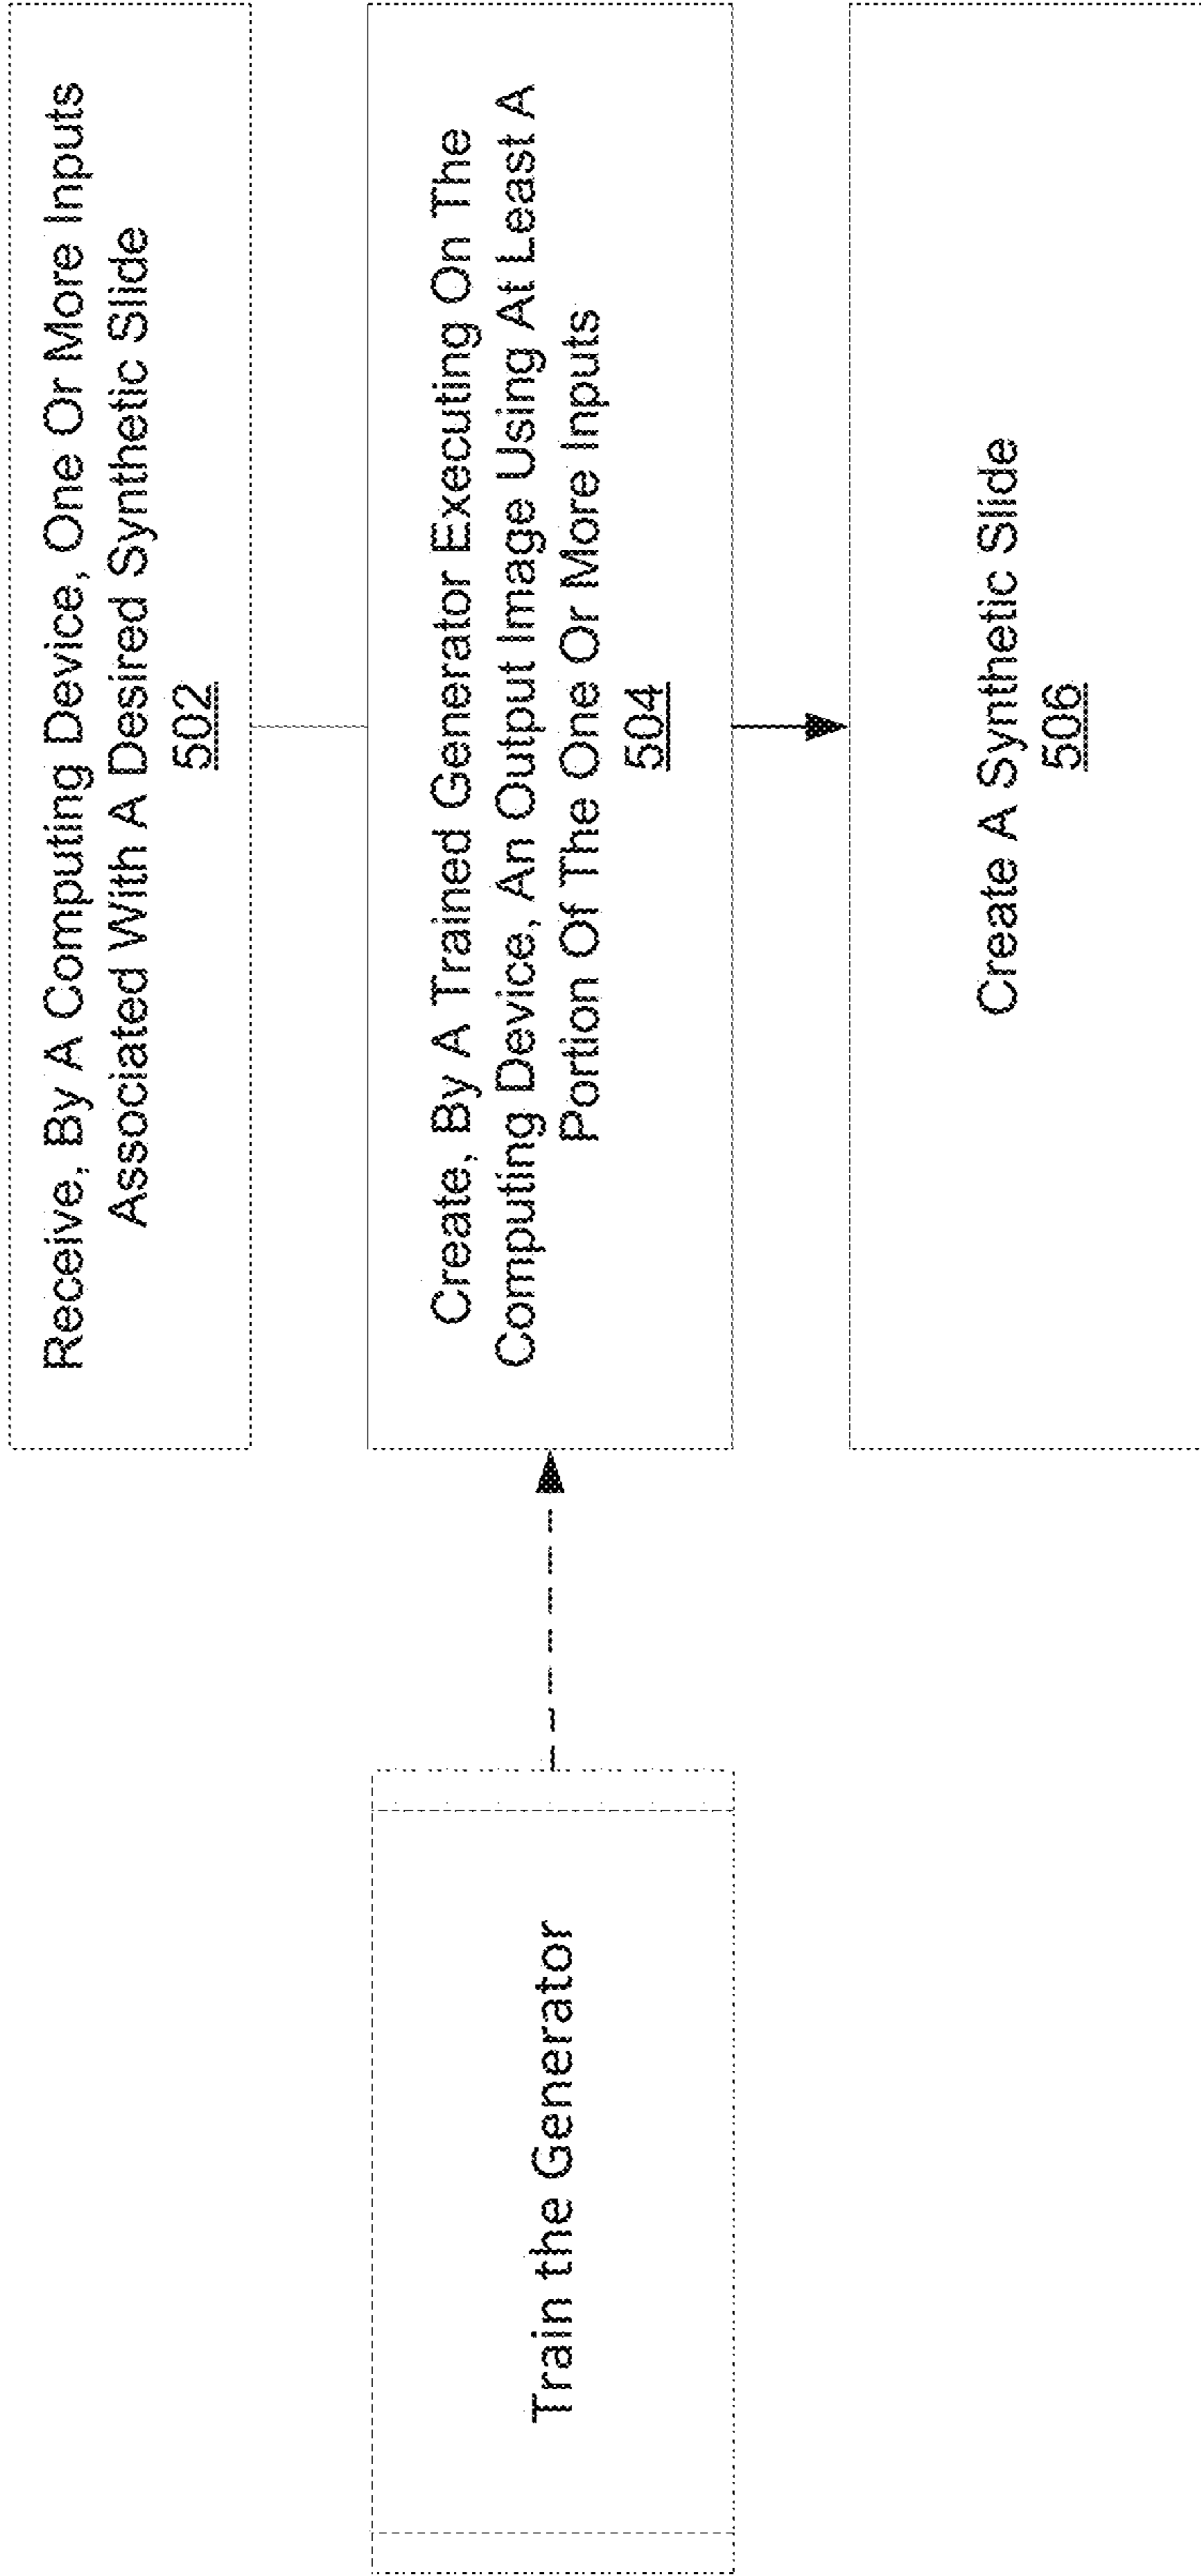 Receive, By A Computing Device, One Or More Inputs
Associated With A Desired Synthetic Slide
502
Create, By A Trained Generator Executing On The
Computing Device, An Output Image Using At Least A
Portion Of The One Or More Inputs
504
Train the Generator
Create A Synthetic Slide
506